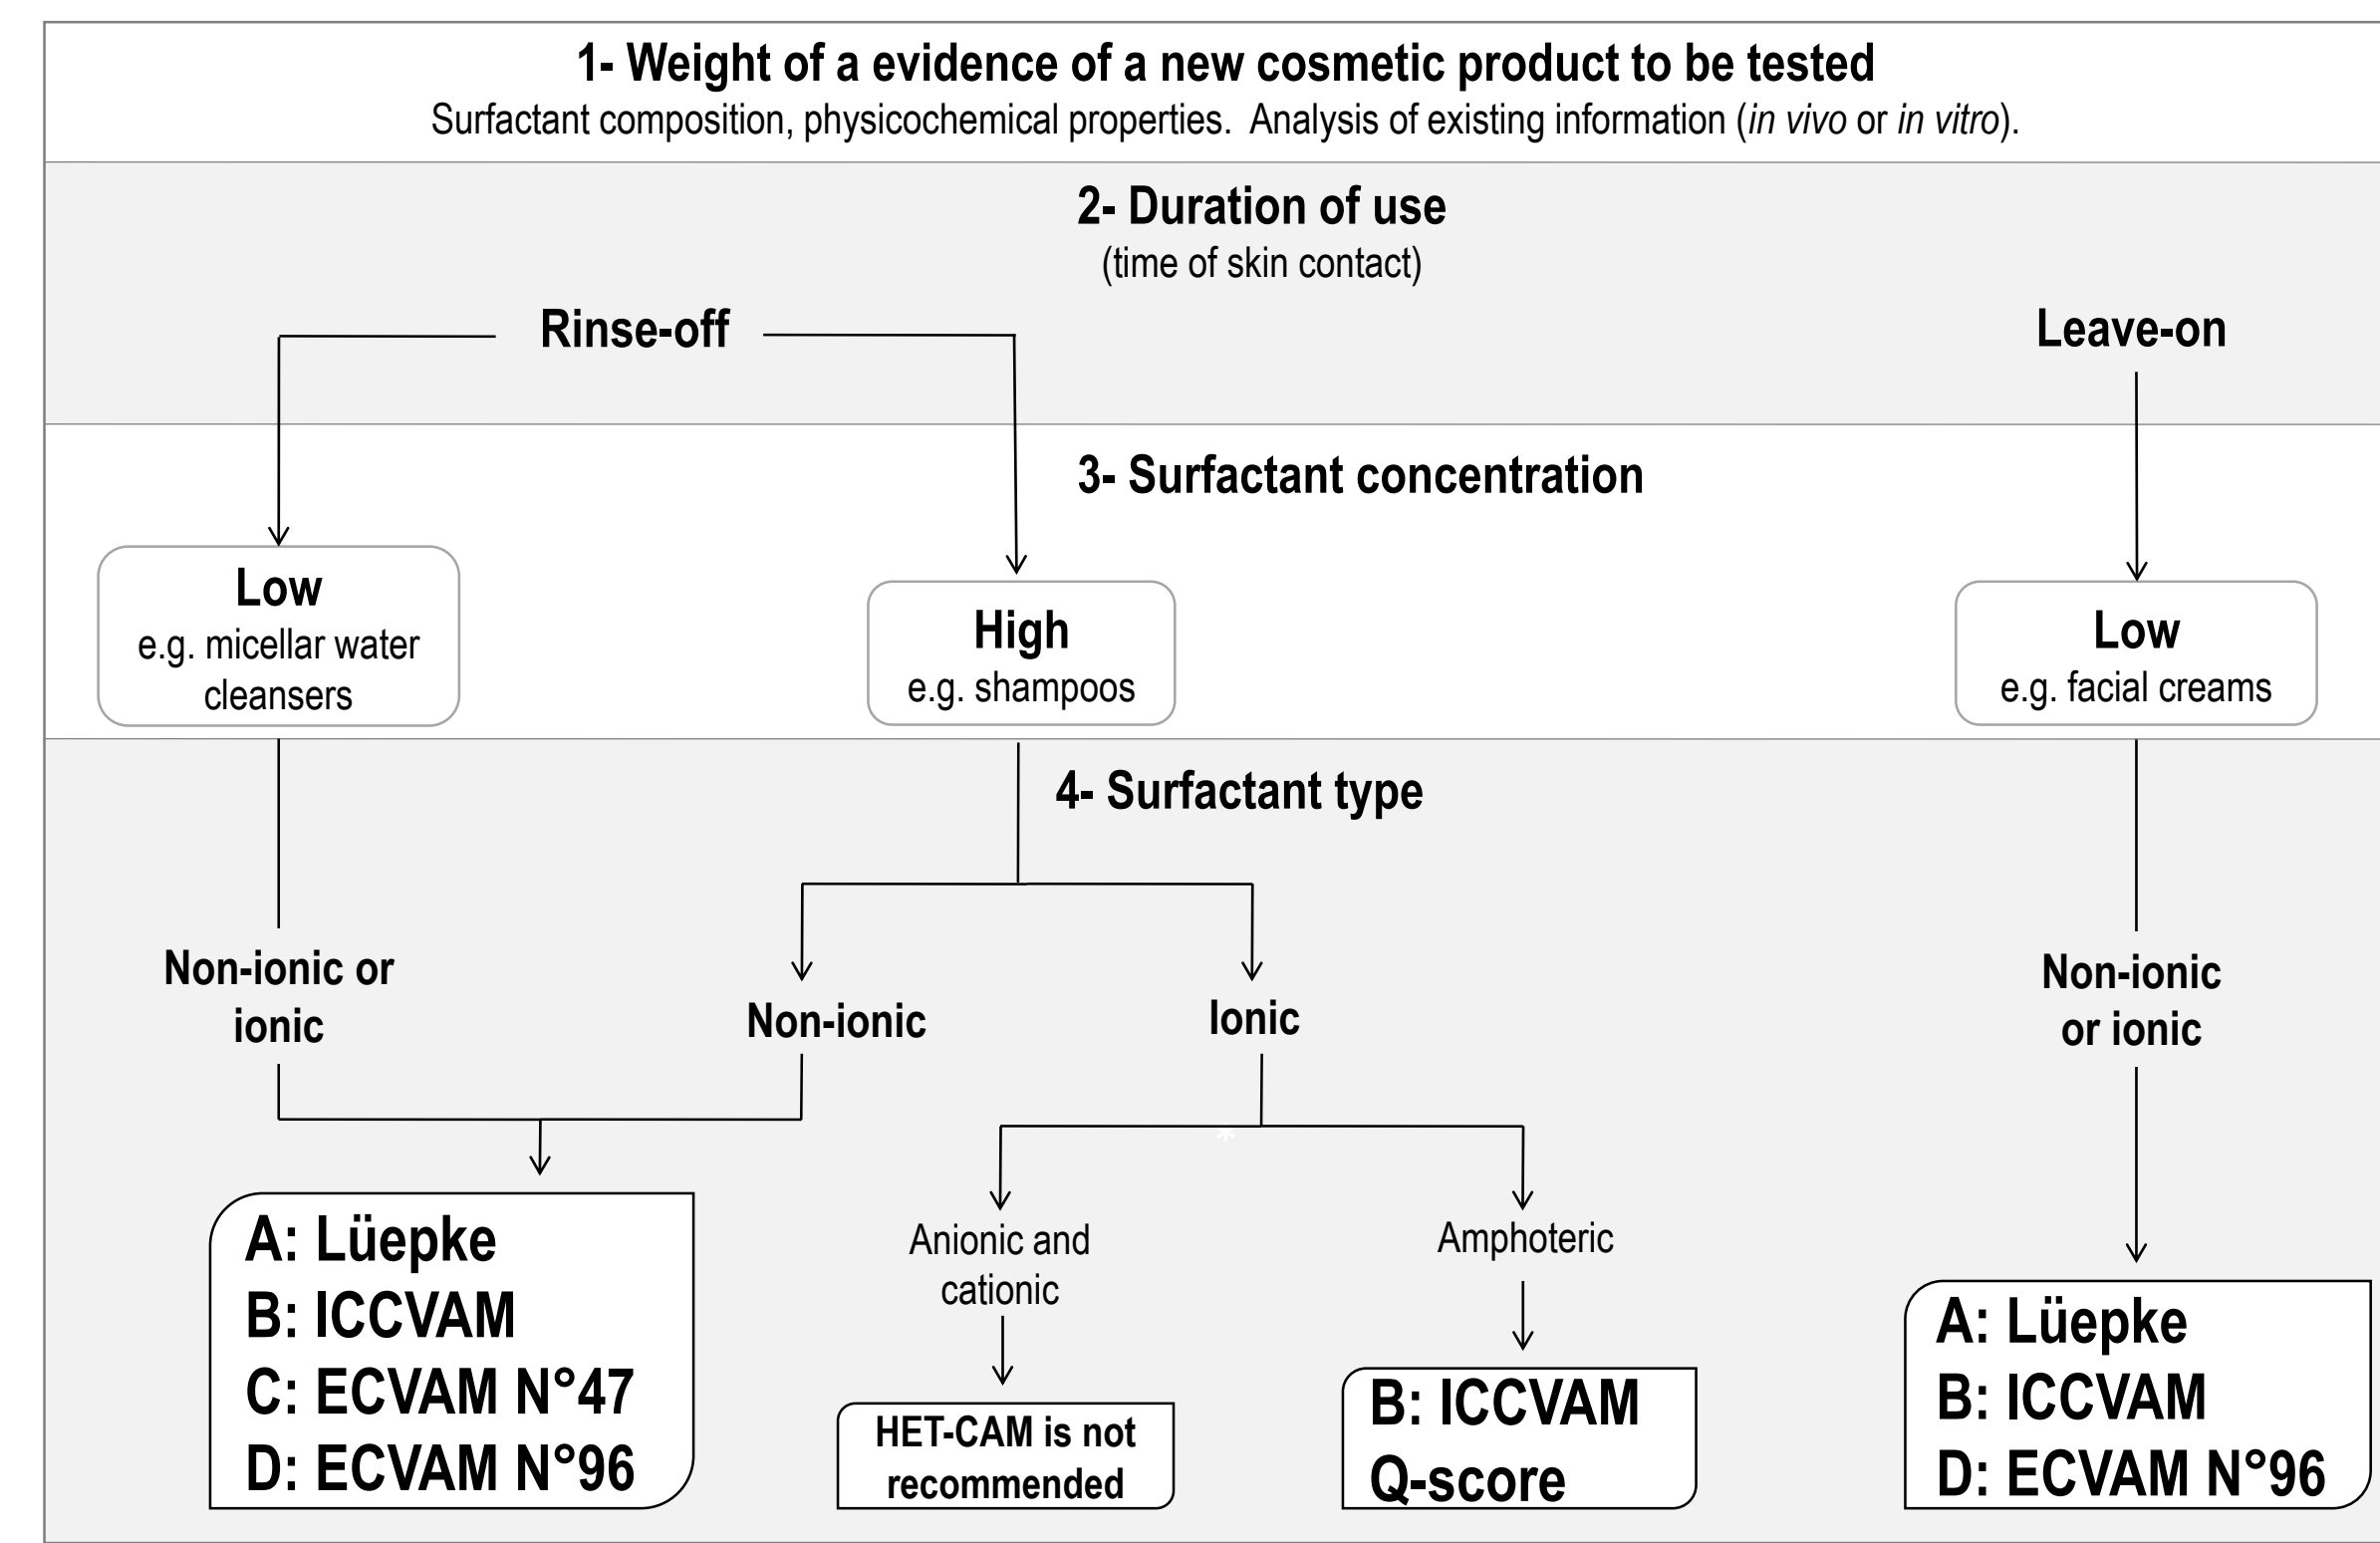 1- Weight of a evidence of a new cosmetic product to be tested
Surfactant composition, physicochemical properties.  Analysis of existing information (in vivo or in vitro).
2- Duration of use
(time of skin contact)
Rinse-off
Leave-on
3- Surfactant concentration
Low
e.g. micellar water
cleansers
High
e.g. shampoos
Low
e.g. facial creams
4- Surfactant type
Non-ionic or
ionic
Non-ionic
Ionic
Non-ionic
or ionic
*
A: Lüepke
B: ICCVAM
C: ECVAM N°47
D: ECVAM N°96
Anionic and
cationic
HET-CAM is not
recommended
Amphoteric
B: ICCVAM
Q-score
A: Lüepke
B: ICCVAM
D: ECVAM N°96